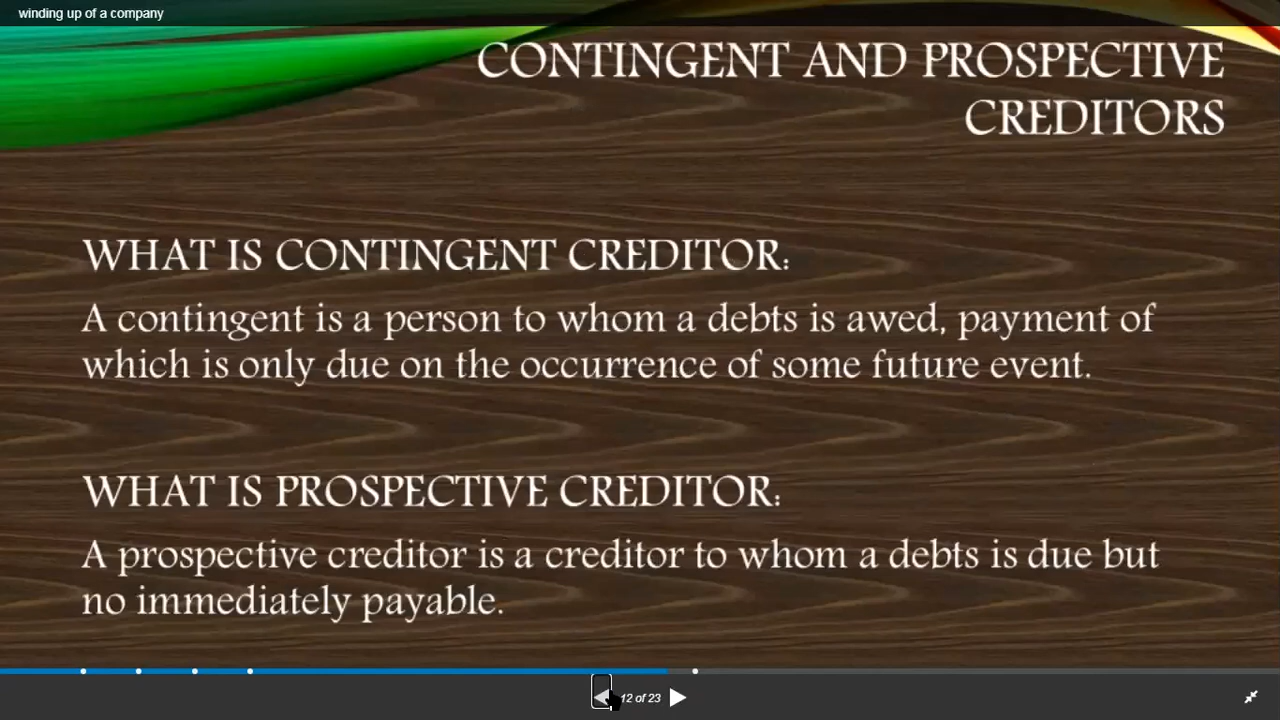 winding up of a company
CONTINGENT AND PROSPECTIVE
CREDITORS
WHAT IS CONTINGENT CREDITOR:
A contingent is a person to whom a debts is awed, payment of
which is only due on the occurrence of some future event.
WHAT IS PROSPECTIVE CREDITOR:
A prospective creditor is a creditor to whom a debts is due but
no immediately payable.
12 of 23